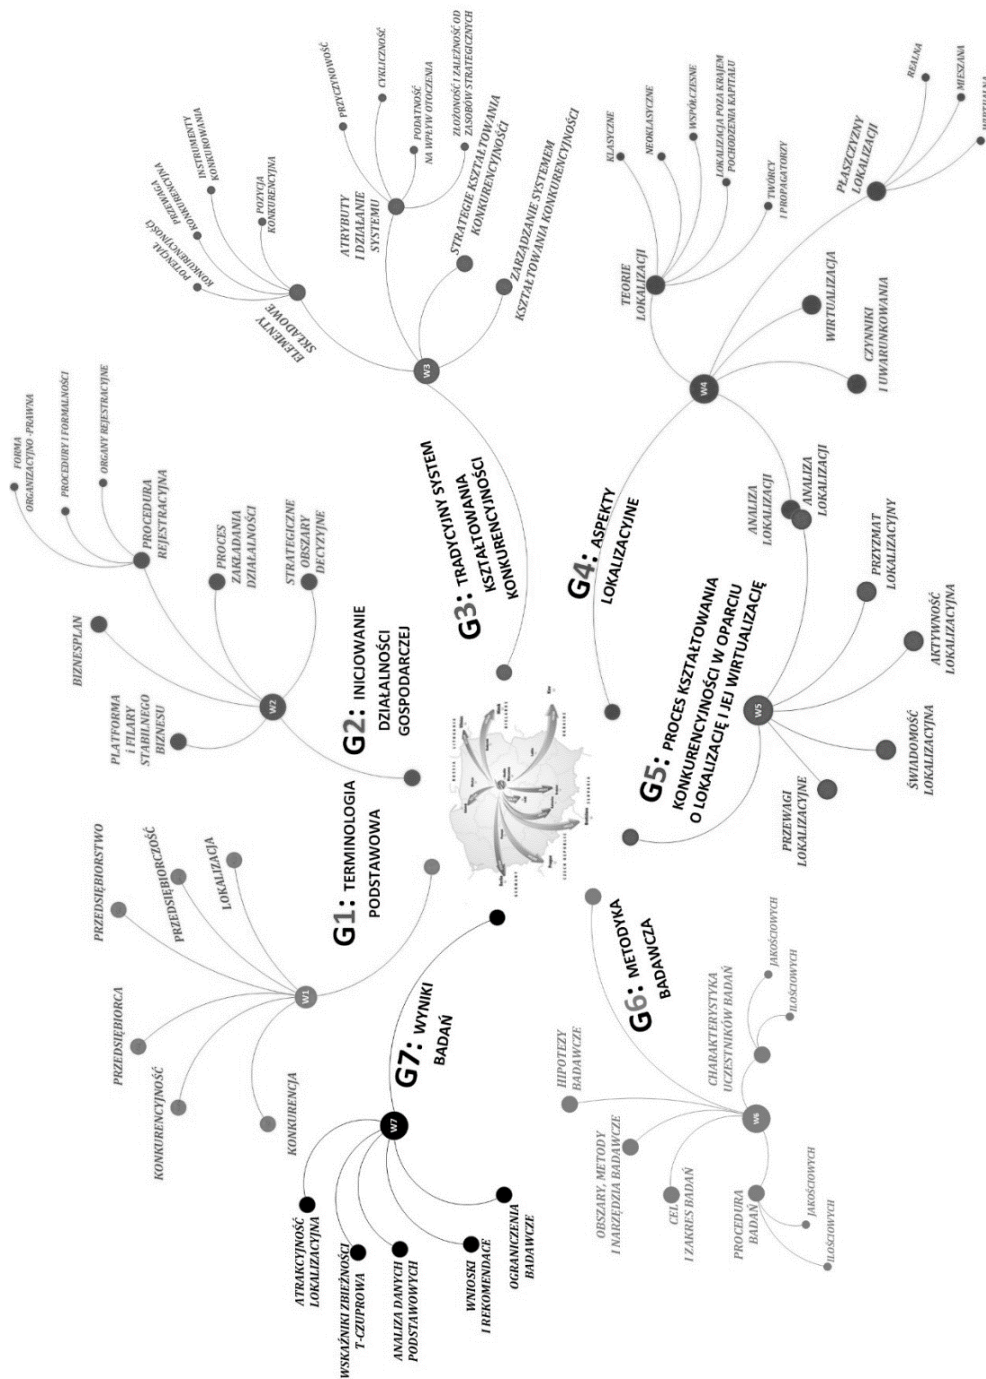 G1: TERMINOLOGIA
PODSTAWOWA
W1
KONKURENCJA
KONKURENCYJNOŚĆ
PRZEDSIĘBIORCA
PRZEDSIĘBIORSTWO
PRZEDSIĘBIORCZOŚĆ
LOKALIZACJA
G2: INICJOWANIE
DZIAŁALNOŚCI
GOSPODARCZEJ
W2
PLATFORMA
i FILARY
STABILNEGO
BIZNESU
BIZNESPLAN
PROCEDURA
REJESTRACYJNA
FORMA
ORGANIZACYJNO -PRAWNA
PROCEDURY I FORMALNOŚCI
ORGANY REJESTRACYJNE
PROCES
ZAKŁADANIA
DZIAŁALNOŚCI
STRATEGICZNE
OBSZARY
DECYZYJNE
G3: TRADYCYJNY SYSTEM
KSZTAŁTOWANIA
KONKURENCYJNOŚCI
W3
ELEMENTY
SKŁADOWE
POTENCJAŁ
KONKURENCYJNOŚCI
PRZEWAGA
KONKURENCYJNA
INSTRUMENTY
KONKUROWANIA
POZYCJA
KONKURENCYJNA
ATRYBUTY
I DZIAŁANIE
SYSTEMU
PRZYCZYNOWOŚĆ
CYKLICZNOŚĆ
PODATNOŚĆ
NA WPŁYW OTOCZENIA
ZŁOŻONOŚĆ I ZALEŻNOŚĆ OD
ZASOBÓW STRATEGICZNYCH
STRATEGIE KSZTAŁTOWANIA
KONKURENCYJNOŚĆI
ZARZĄDZANIE SYSTEMEM
KSZTAŁTOWANIA KONKURENCYJNOŚCI
G4: ASPEKTY
LOKALIZACYJNE
W4
TEORIE
LOKALIZACJI
KLASYCZNE
NEOKLASYCZNE
WSPÓŁCZESNE
LOKALIZACJA POZA KRAJEM
POCHODZENIA KAPITAŁU
TWÓRCY
I PROPAGATORZY
PŁASZCZYZNY
LOKALIZACJI
REALNA
MIESZANA
WIRTUALIZACJA
CZYNNIKI
I UWARUNKOWANIA
ANALIZA
LOKALIZACJI
G5: PROCES KSZTAŁTOWANIA
KONKURENCYJNOŚCI W OPARCIU
O LOKALIZACJĘ I JEJ WIRTUALIZACJĘ
W5
ANALIZA
LOKALIZACJI
PRZYZMAT
LOKALIZACYJNY
AKTYWNOŚĆ
LOKALIZACYJNA
ŚWIADOMOŚĆ
LOKALIZACYJNA
PRZEWAGI
LOKALIZACYJNE
G6: METODYKA
BADAWCZA
W6
HIPOTEZY
BADAWCZE
OBSZARY, METODY
I NARZĘDZIA BADAWCZE
CEL
I ZAKRES BADAŃ
PROCEDURA
BADAŃ
JAKOŚCIOWYCH
ILOŚCIOWYCH
CHARAKTERYSTYKA
UCZESTNIKÓW BADAŃ
JAKOŚCIOWYCH
ILOŚCIOWYCH
G7: WYNIKI
BADAŃ
W7
ATRAKCYJNOŚĆ
LOKALIZACYJNA
WSKAŹNIKI ZBIEŻNOŚCI
T-CZUPROWA
ANALIZA DANYCH
PODSTAWOWYCH
WNIOSKI
I REKOMENDACE
OGRANICZENIA
BADAWCZE
GERMANY
CZECH REPUBLIC
SLOVAKIA